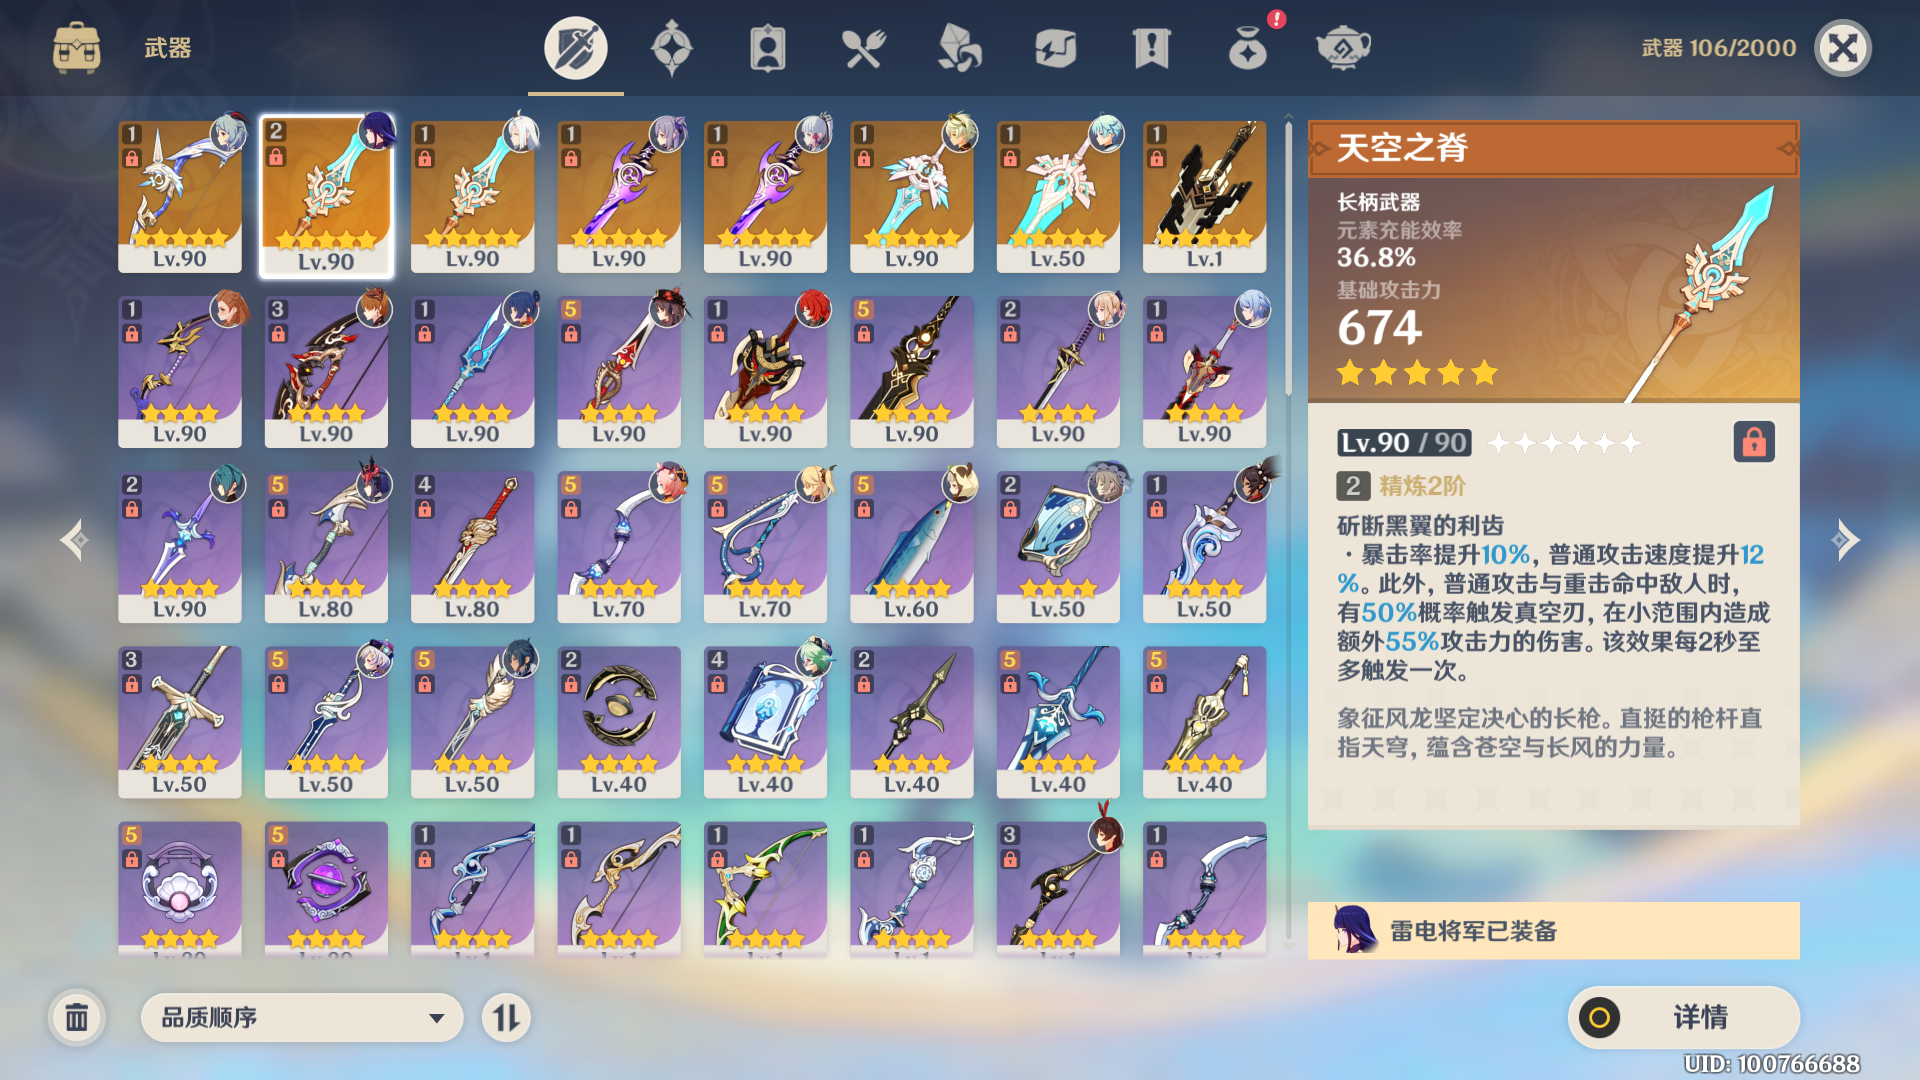 武器
武器 106/2000
1
2
1
1
1
1
1
1
Lv.90
Lv.90
Lv.90
Lv.90
Lv.90
Lv.90
Lv.50
Lv.1
1
3
1
5
1
5
2
1
Lv.90
Lv.90
Lv.90
Lv.90
Lv.90
Lv.90
Lv.90
Lv.90
2
5
4
5
5
5
2
1
Lv.90
Lv.80
Lv.80
Lv.70
Lv.70
Lv.60
Lv.50
Lv.50
3
5
5
2
4
2
5
5
Lv.50
Lv.50
Lv.50
Lv.40
Lv.40
Lv.40
Lv.40
Lv.40
5
5
1
1
1
1
3
1
天空之脊
长柄武器
元素充能效率
36.8%
基础攻击力
674
Lv.90 / 90
2 精炼2阶
斩断黑翼的利齿
·暴击率提升10%，普通攻击速度提升12
%。此外，普通攻击与重击命中敌人时，
有50%概率触发真空刃，在小范围内造成
额外55%攻击力的伤害。该效果每2秒至
多触发一次。
象征风龙坚定决心的长枪。直挺的枪杆直
指天穹，蕴含苍空与长风的力量。
雷电将军已装备
品质顺序
详情
UID: 100766688